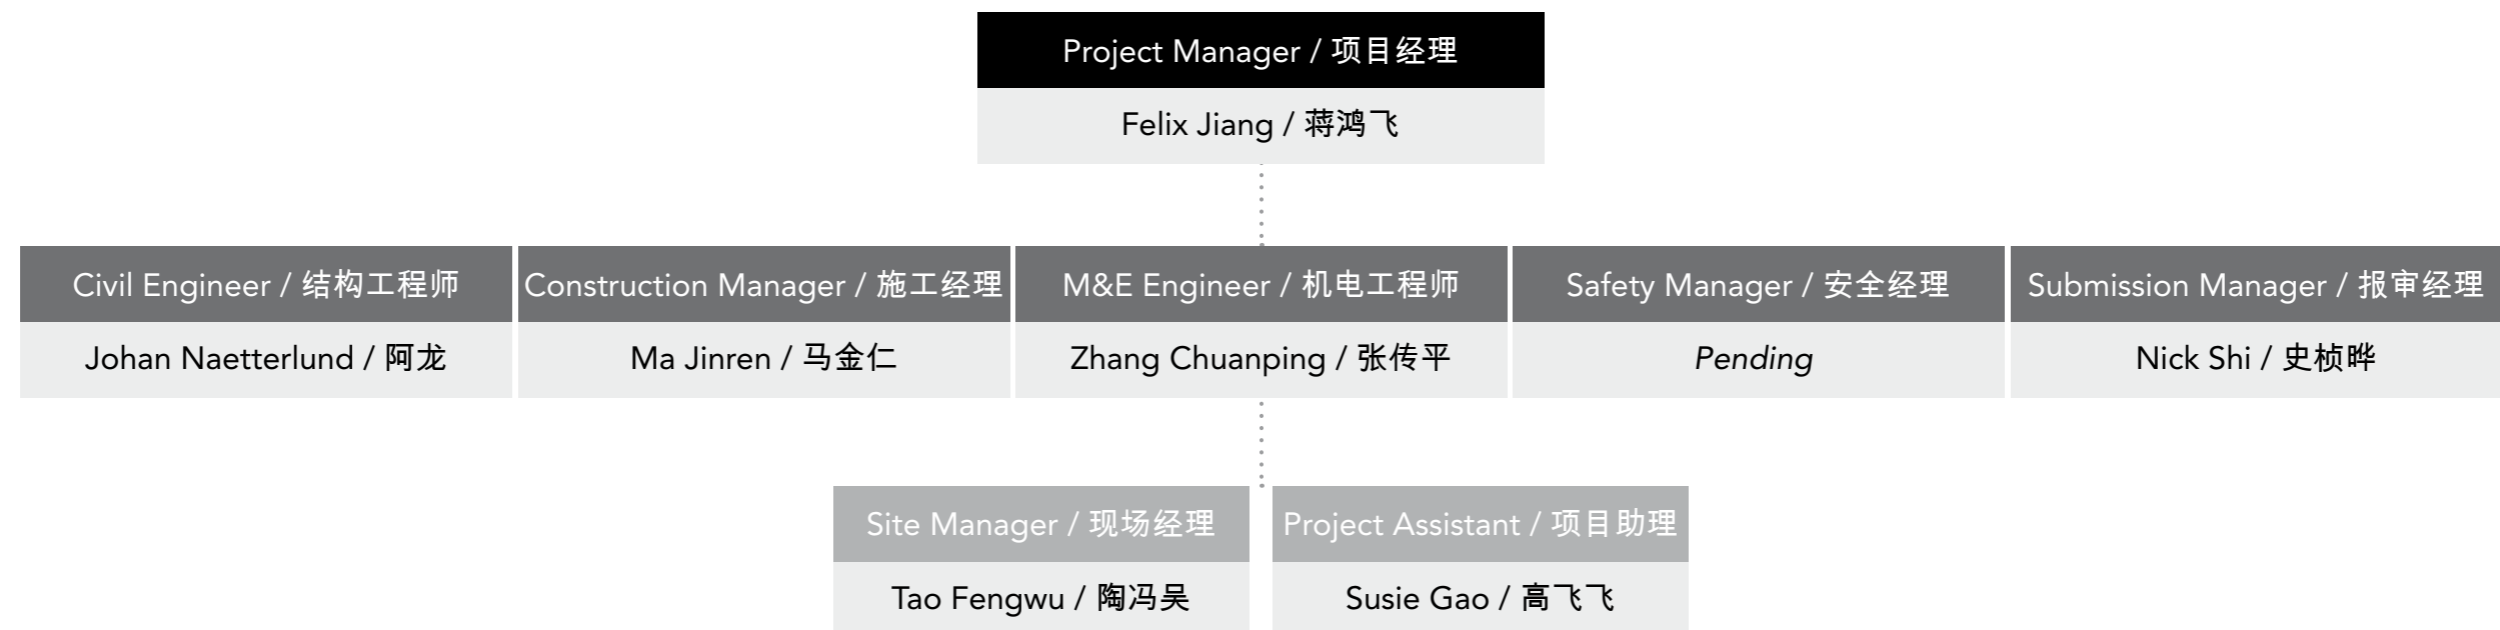 Project Manager / 项目经理
Felix Jiang / 蒋鸿飞
Civil Engineer / 结构工程师
Johan Naetterlund / 阿龙
Construction Manager / 施工经理
Ma Jinren / 马金仁
M&E Engineer / 机电工程师
Zhang Chuanping / 张传平
Safety Manager / 安全经理
Pending
Submission Manager / 报审经理
Nick Shi / 史桢晔
Site Manager / 现场经理
Tao Fengwu / 陶冯吴
Project Assistant / 项目助理
Susie Gao / 高飞飞